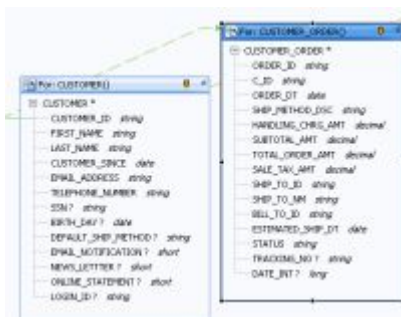 For: CUSTOMER()
CUSTOMER *
CUSTOMER_ID string
FIRST_NAME string
LAST_NAME string
CUSTOMER_SINCE date
EMAIL_ADDRESS string
TELEPHONE_NUMBER string
SSN? string
BIRTH_DAY? date
DEFAULT_SHIP_METHOD? string
EMAIL_NOTIFICATION? short
NEWS_LETTTER? short
ONLINE_STATEMENT? short
LOGIN_ID? string
For: CUSTOMER_ORDER()
CUSTOMER_ORDER *
ORDER_ID string
C_ID string
ORDER_DT date
SHIP_METHOD_DSC string
HANDLING_CHRG_AMT decimal
SUBTOTAL_AMT decimal
TOTAL_ORDER_AMT decimal
SALE_TAX_AMT decimal
SHIP_TO_ID string
SHIP_TO_NM string
BILL_TO_ID string
ESTIMATED_SHIP_DT date
STATUS string
TRACKING_NO? string
DATE_INT? long